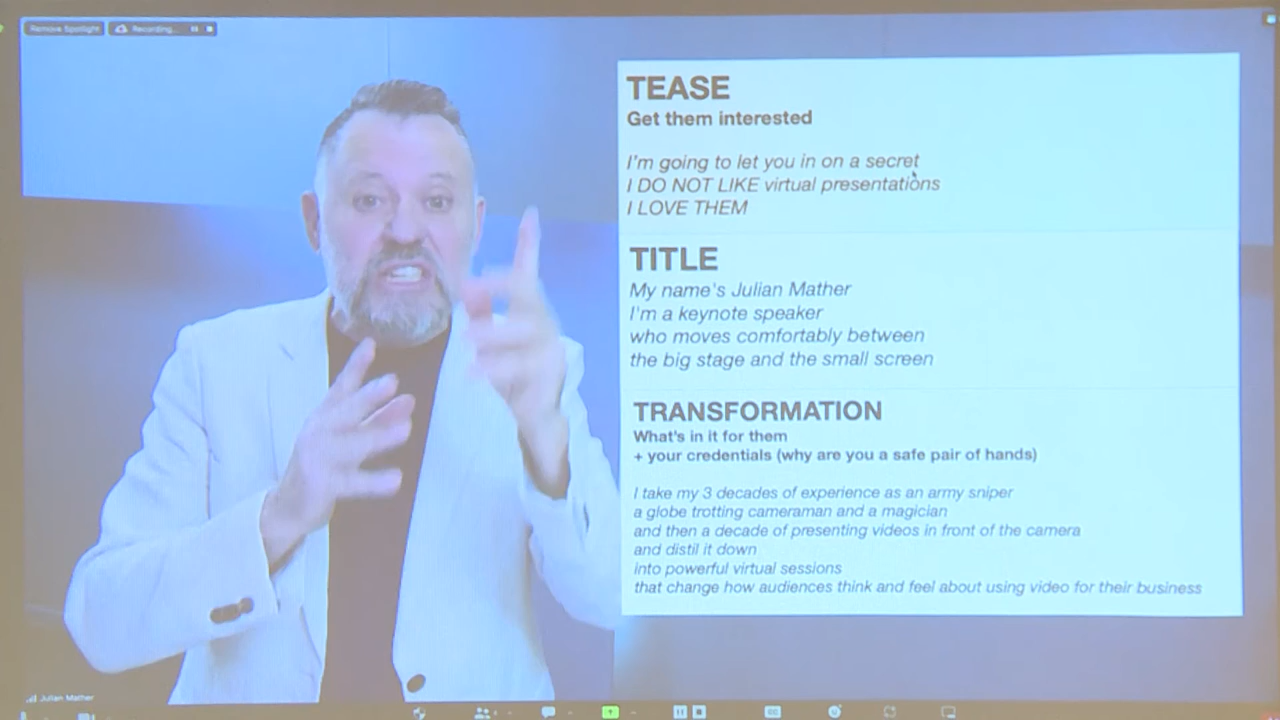 Remove Spotlight
Recording...
TEASE
Get them interested
I'm going to let you in on a secret
I DO NOT LIKE virtual presentations
I LOVE THEM
TITLE
My name's Julian Mather
I'm a keynote speaker
who moves comfortably between
the big stage and the small screen
TRANSFORMATION
What's in it for them
+ your credentials (why are you a safe pair of hands)
I take my 3 decades of experience as an army sniper
a globe trotting cameraman and a magician
and then a decade of presenting videos in front of the camera
and distil it down
into powerful virtual sessions
that change how audiences think and feel about using video for their business
Julian Mather
CC